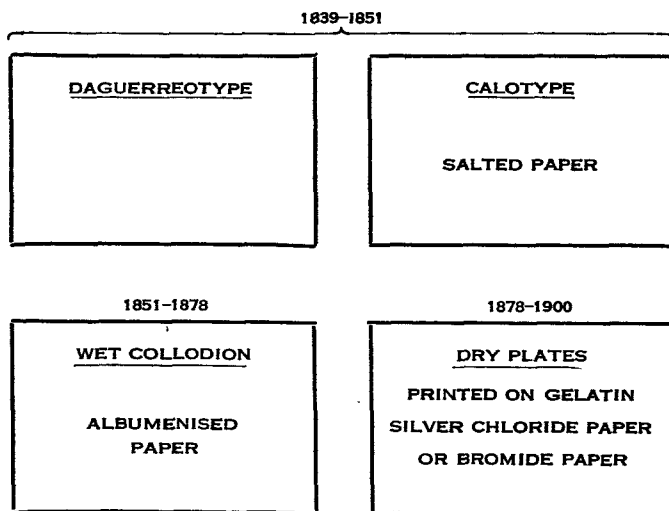 1839–1851
DAGUERREOTYPE
CALOTYPE
SALTED PAPER
1851–1878
1878–1900
WET COLLODION
ALBUMENISED
PAPER
DRY PLATES
PRINTED ON GELATIN
SILVER CHLORIDE PAPER
OR BROMIDE PAPER